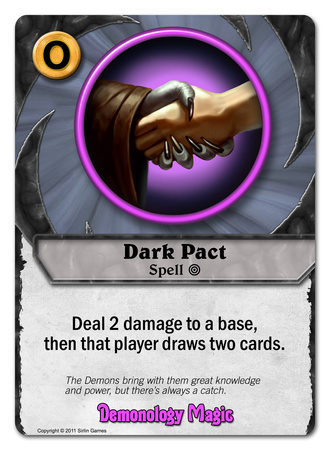 0
Dark Pact
Spell
Deal 2 damage to a base,
then that player draws two cards.
The Demons bring with them great knowledge
and power, but there's always a catch.
Demonology Magic
Copyright © 2011 Sirlin Games